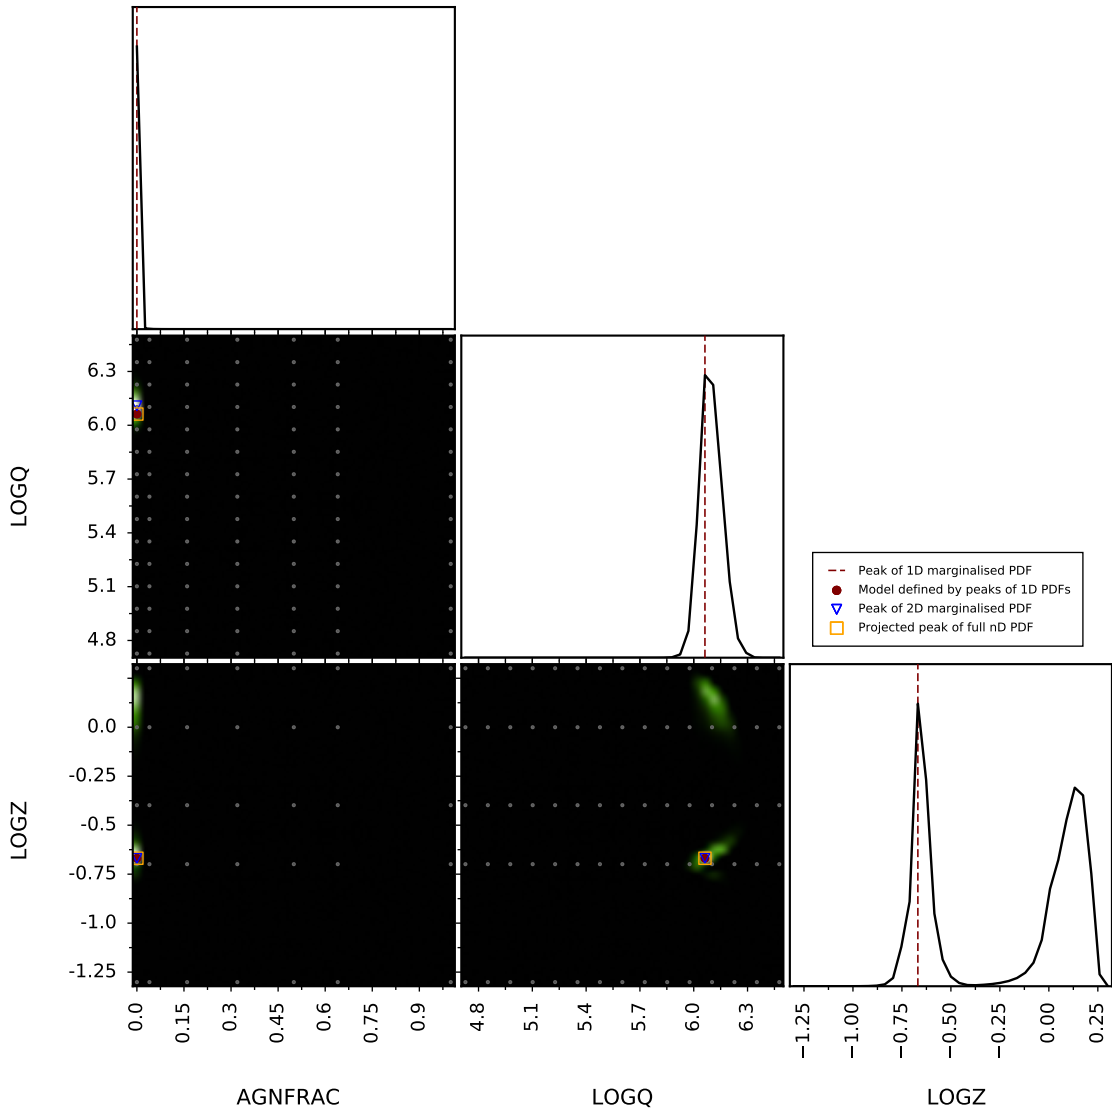 6.3
6.0
5.7
5.4
5.1
4.8
LOGQ
Peak of 1D marginalised PDF
Model defined by peaks of 1D PDFs
Peak of 2D marginalised PDF
Projected peak of full nD PDF
0.0
-0.25
-0.5
-0.75
-1.0
-1.25
LOGZ
0.0 0.15 0.3 0.45 0.6 0.75 0.9
4.8 5.1 5.4 5.7 6.0 6.3
−1.25 −1.00 −0.75 −0.50 −0.25 0.00 0.25
AGNFRAC LOGQ LOGZ